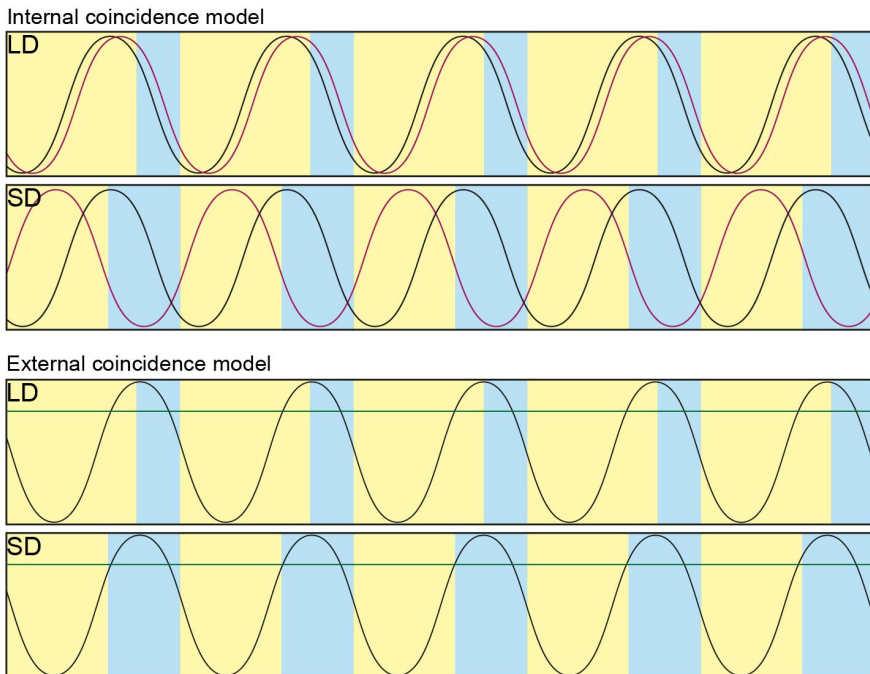 Internal coincidence model
LD
SD
External coincidence model
LD
SD